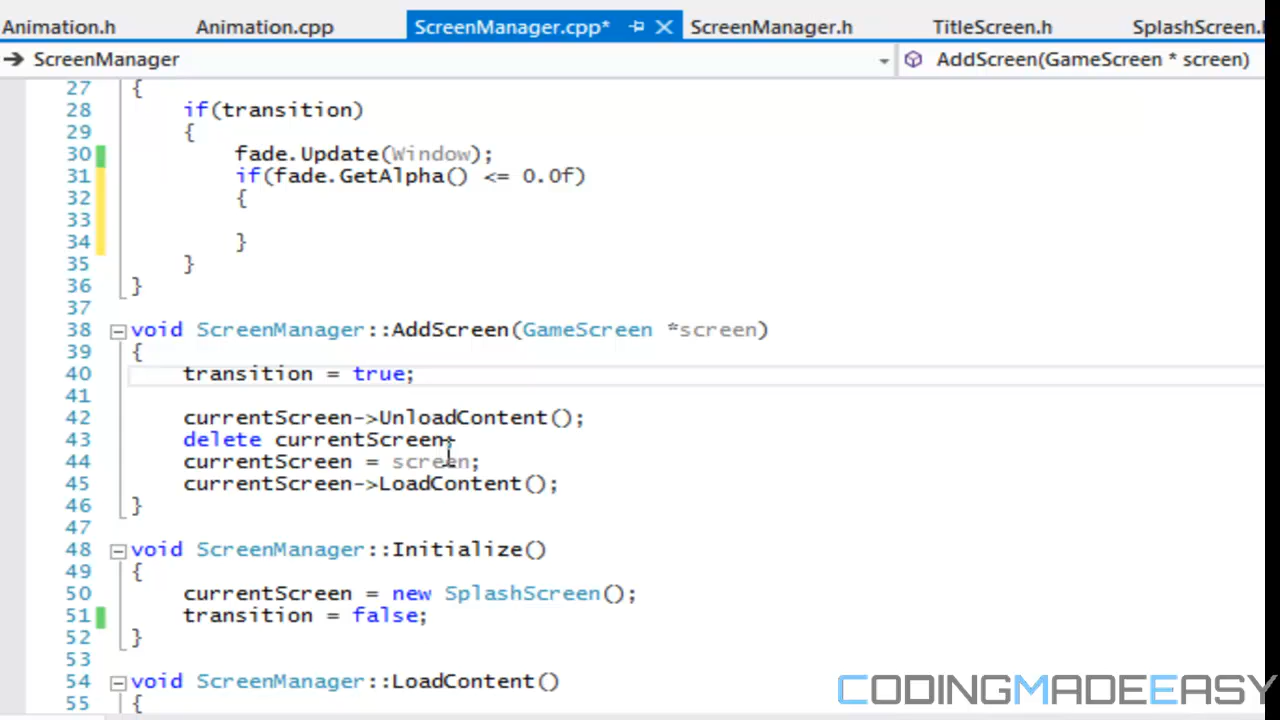 Animation.h Animation.cpp ScreenManager.cpp* ScreenManager.h TitleScreen.h SplashScreen.h
ScreenManager AddScreen(GameScreen * screen)
27 {
28 if(transition)
29 {
30 fade.Update(Window);
31 if(fade.GetAlpha() <= 0.0f)
32 {
33
34 }
35 }
36 }
37
38 void ScreenManager::AddScreen(GameScreen *screen)
39 {
40 transition = true;
41
42 currentScreen->UnloadContent();
43 delete currentScreen;
44 currentScreen = screen;
45 currentScreen->LoadContent();
46 }
47
48 void ScreenManager::Initialize()
49 {
50 currentScreen = new SplashScreen();
51 transition = false;
52 }
53
54 void ScreenManager::LoadContent()
55 {
CODINGMADEEASY